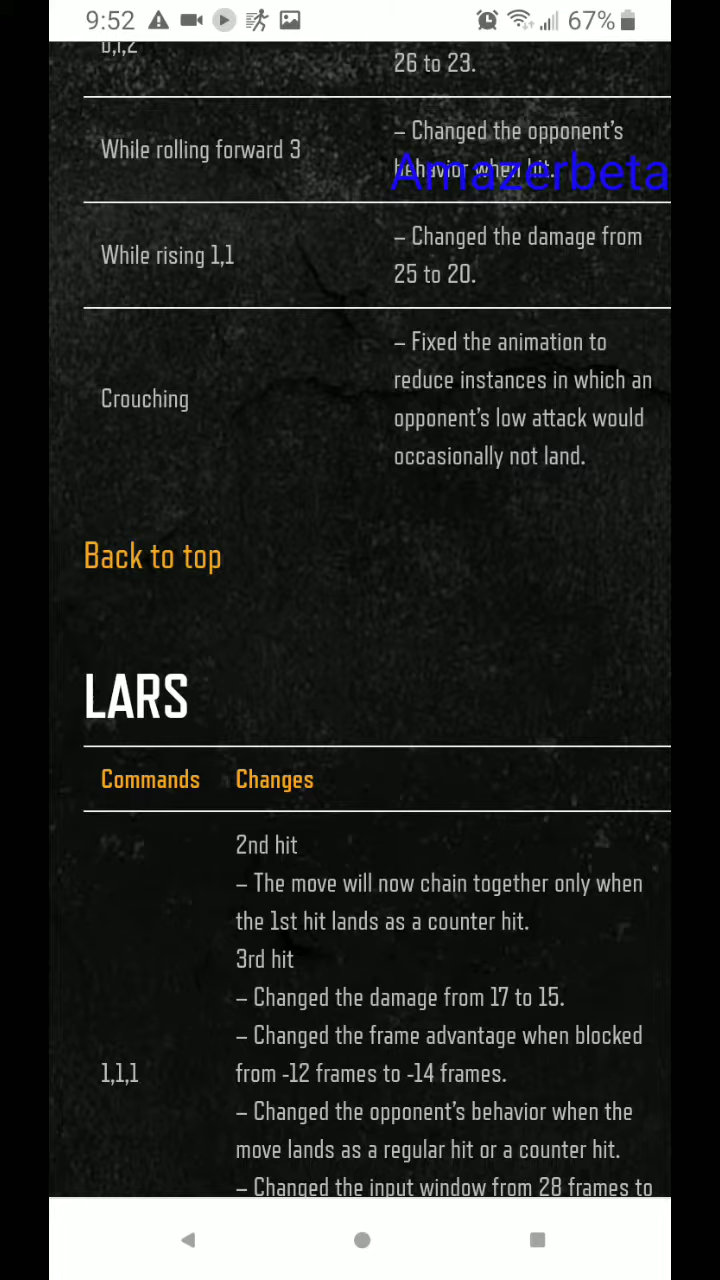 9:52
67%
b,1,2
26 to 23.
While rolling forward 3
– Changed the opponent's
behavior when hit.
Amazerbeta
While rising 1,1
– Changed the damage from
25 to 20.
Crouching
– Fixed the animation to
reduce instances in which an
opponent's low attack would
occasionally not land.
Back to top
LARS
Commands Changes
1,1,1
2nd hit
– The move will now chain together only when
the 1st hit lands as a counter hit.
3rd hit
– Changed the damage from 17 to 15.
– Changed the frame advantage when blocked
from -12 frames to -14 frames.
– Changed the opponent's behavior when the
move lands as a regular hit or a counter hit.
– Changed the input window from 28 frames to